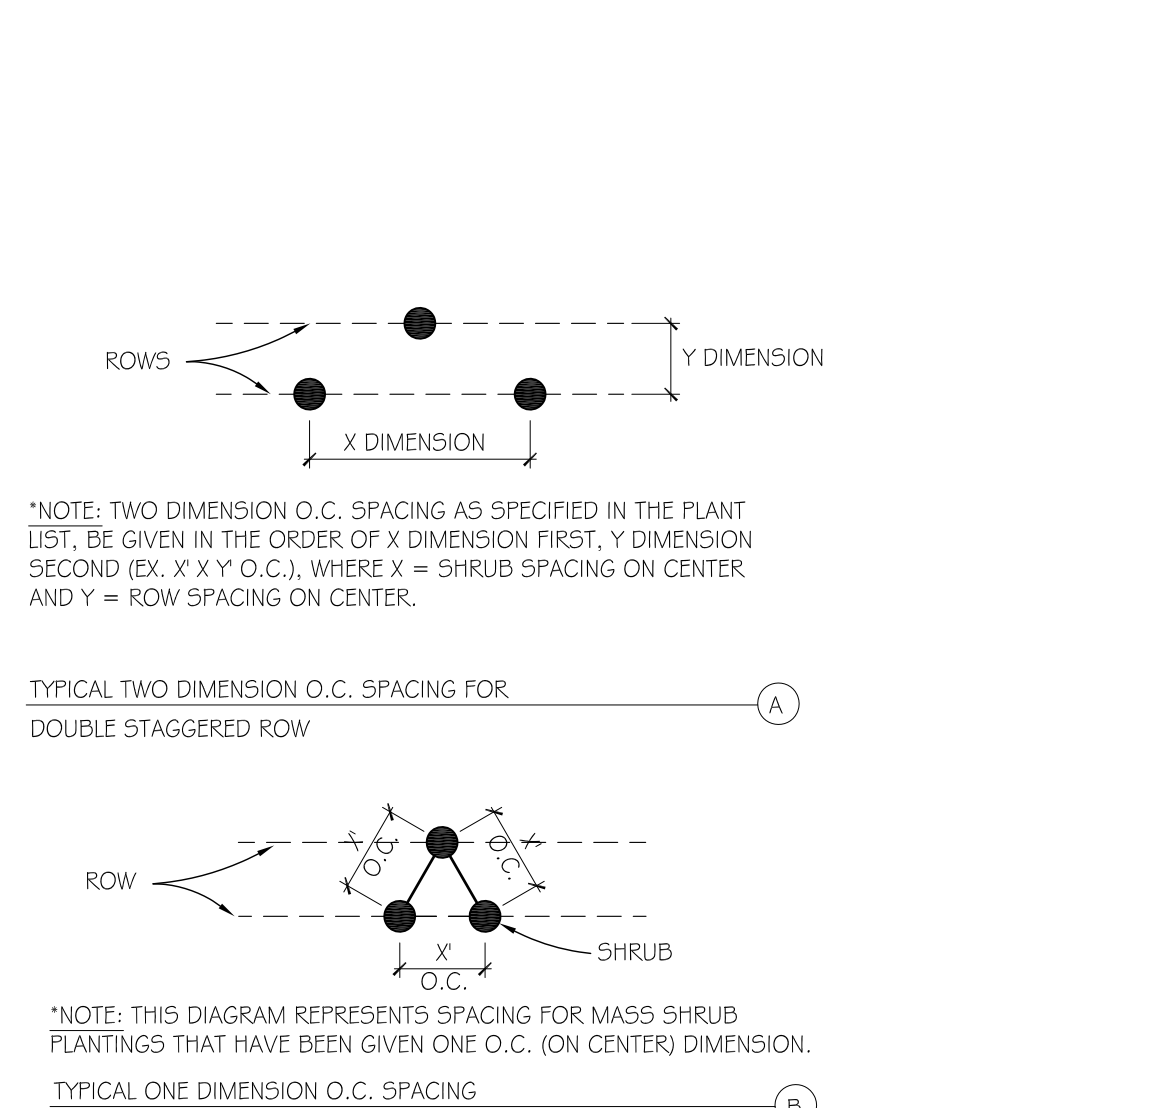 ROWS
Y DIMENSION
X DIMENSION
*NOTE: TWO DIMENSION O.C. SPACING AS SPECIFIED IN THE PLANT
LIST, BE GIVEN IN THE ORDER OF X DIMENSION FIRST, Y DIMENSION
SECOND (EX. X' X Y' O.C.), WHERE X = SHRUB SPACING ON CENTER
AND Y = ROW SPACING ON CENTER.
TYPICAL TWO DIMENSION O.C. SPACING FOR
A
DOUBLE STAGGERED ROW
X'
O.C.
X'
O.C.
ROW
X'
O.C.
SHRUB
*NOTE: THIS DIAGRAM REPRESENTS SPACING FOR MASS SHRUB
PLANTINGS THAT HAVE BEEN GIVEN ONE O.C. (ON CENTER) DIMENSION.
TYPICAL ONE DIMENSION O.C. SPACING
B